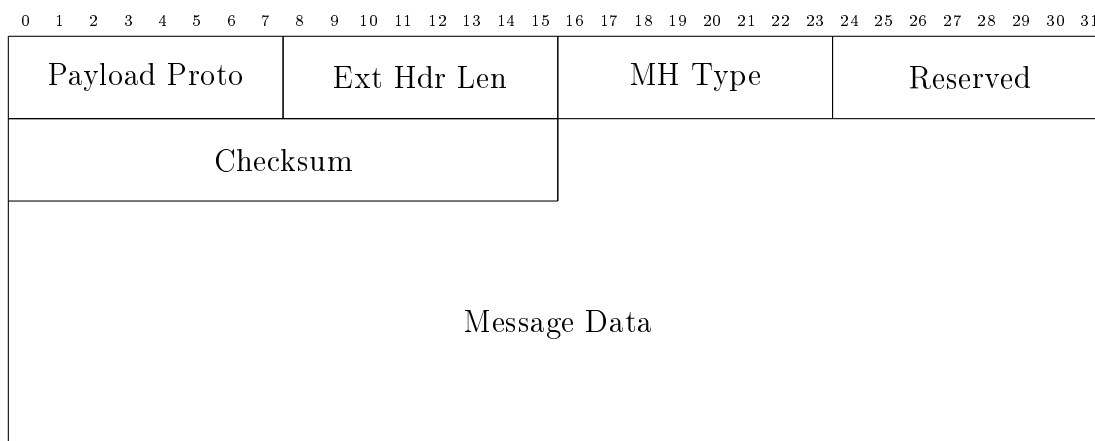 0 1 2 3 4 5 6 7 8 9 10 11 12 13 14 15 16 17 18 19 20 21 22 23 24 25 26 27 28 29 30 31
Payload Proto Ext Hdr Len MH Type Reserved
Checksum
Message Data